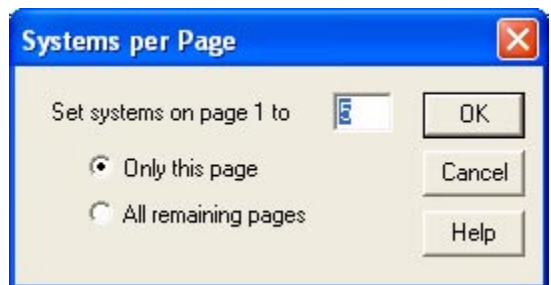 Systems per Page
Set systems on page 1 to 5
OK
Only this page
Cancel
All remaining pages
Help